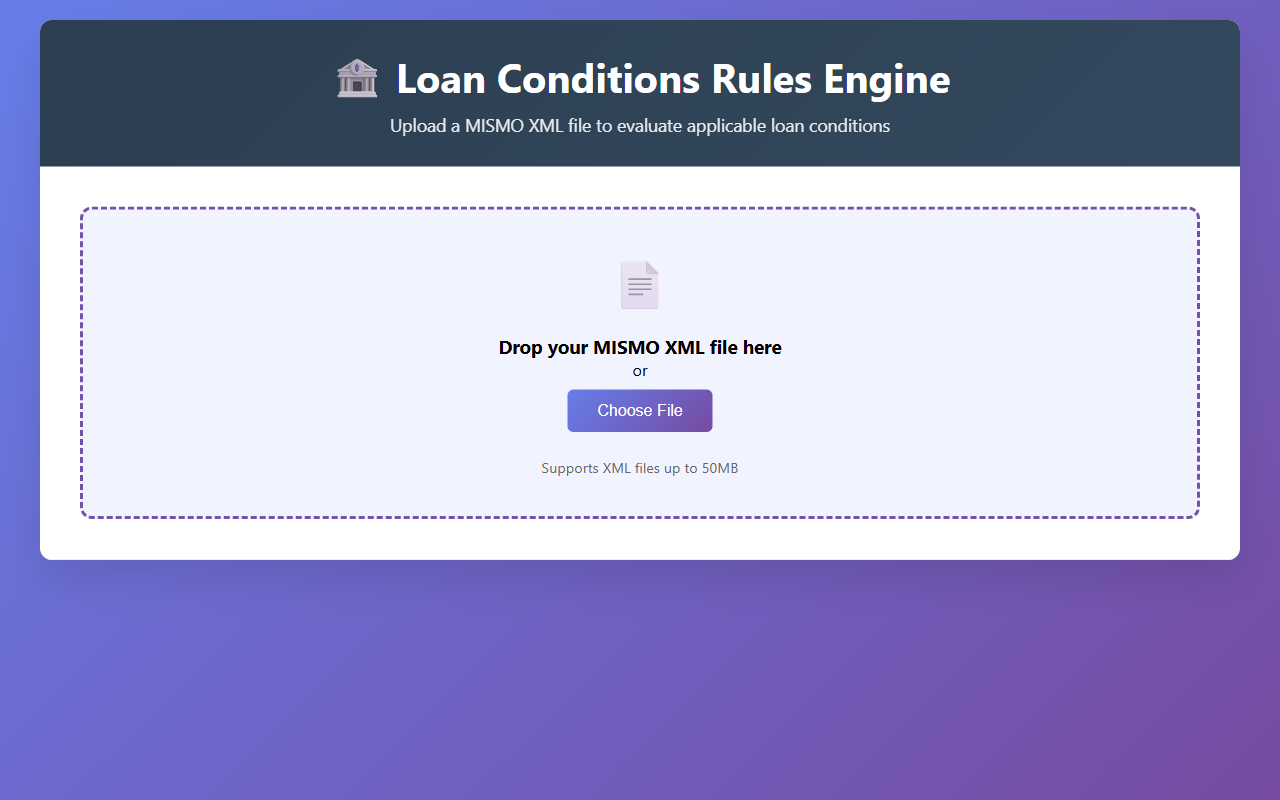 Loan Conditions Rules Engine
Upload a MISMO XML file to evaluate applicable loan conditions
Drop your MISMO XML file here
or
Choose File
Supports XML files up to 50MB